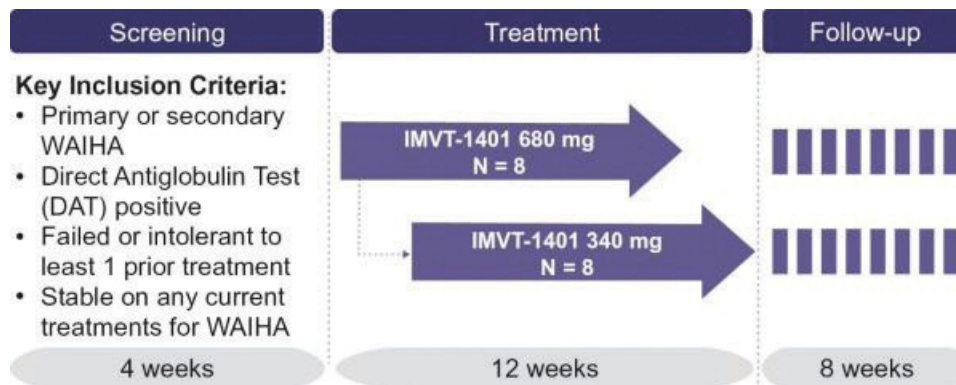 Screening
Treatment
Follow-up
Key Inclusion Criteria:
• Primary or secondary
WAIHA
• Direct Antiglobulin Test
(DAT) positive
• Failed or intolerant to
least 1 prior treatment
• Stable on any current
treatments for WAIHA
IMVT-1401 680 mg
N = 8
IMVT-1401 340 mg
N = 8
4 weeks
12 weeks
8 weeks